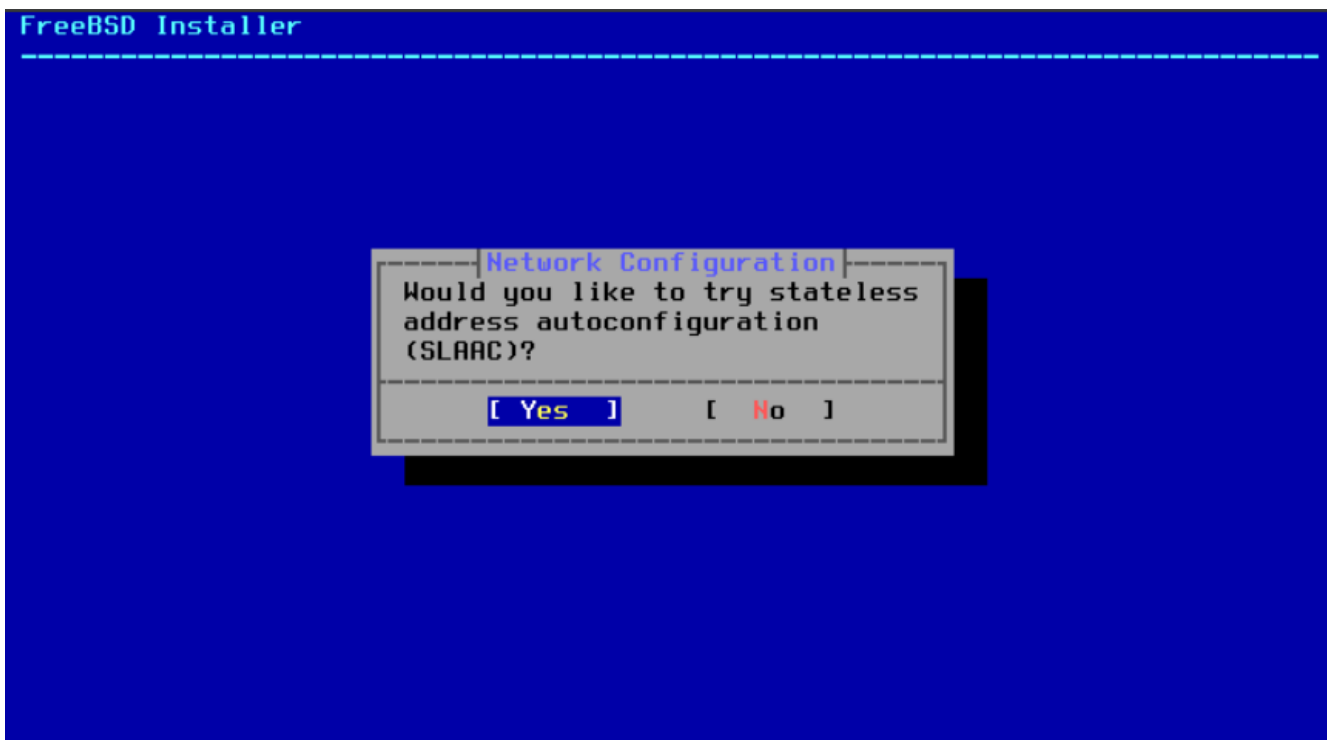 FreeBSD Installer
Network Configuration
Would you like to try stateless
address autoconfiguration
(SLAAC)?
[ Yes ] [ No ]